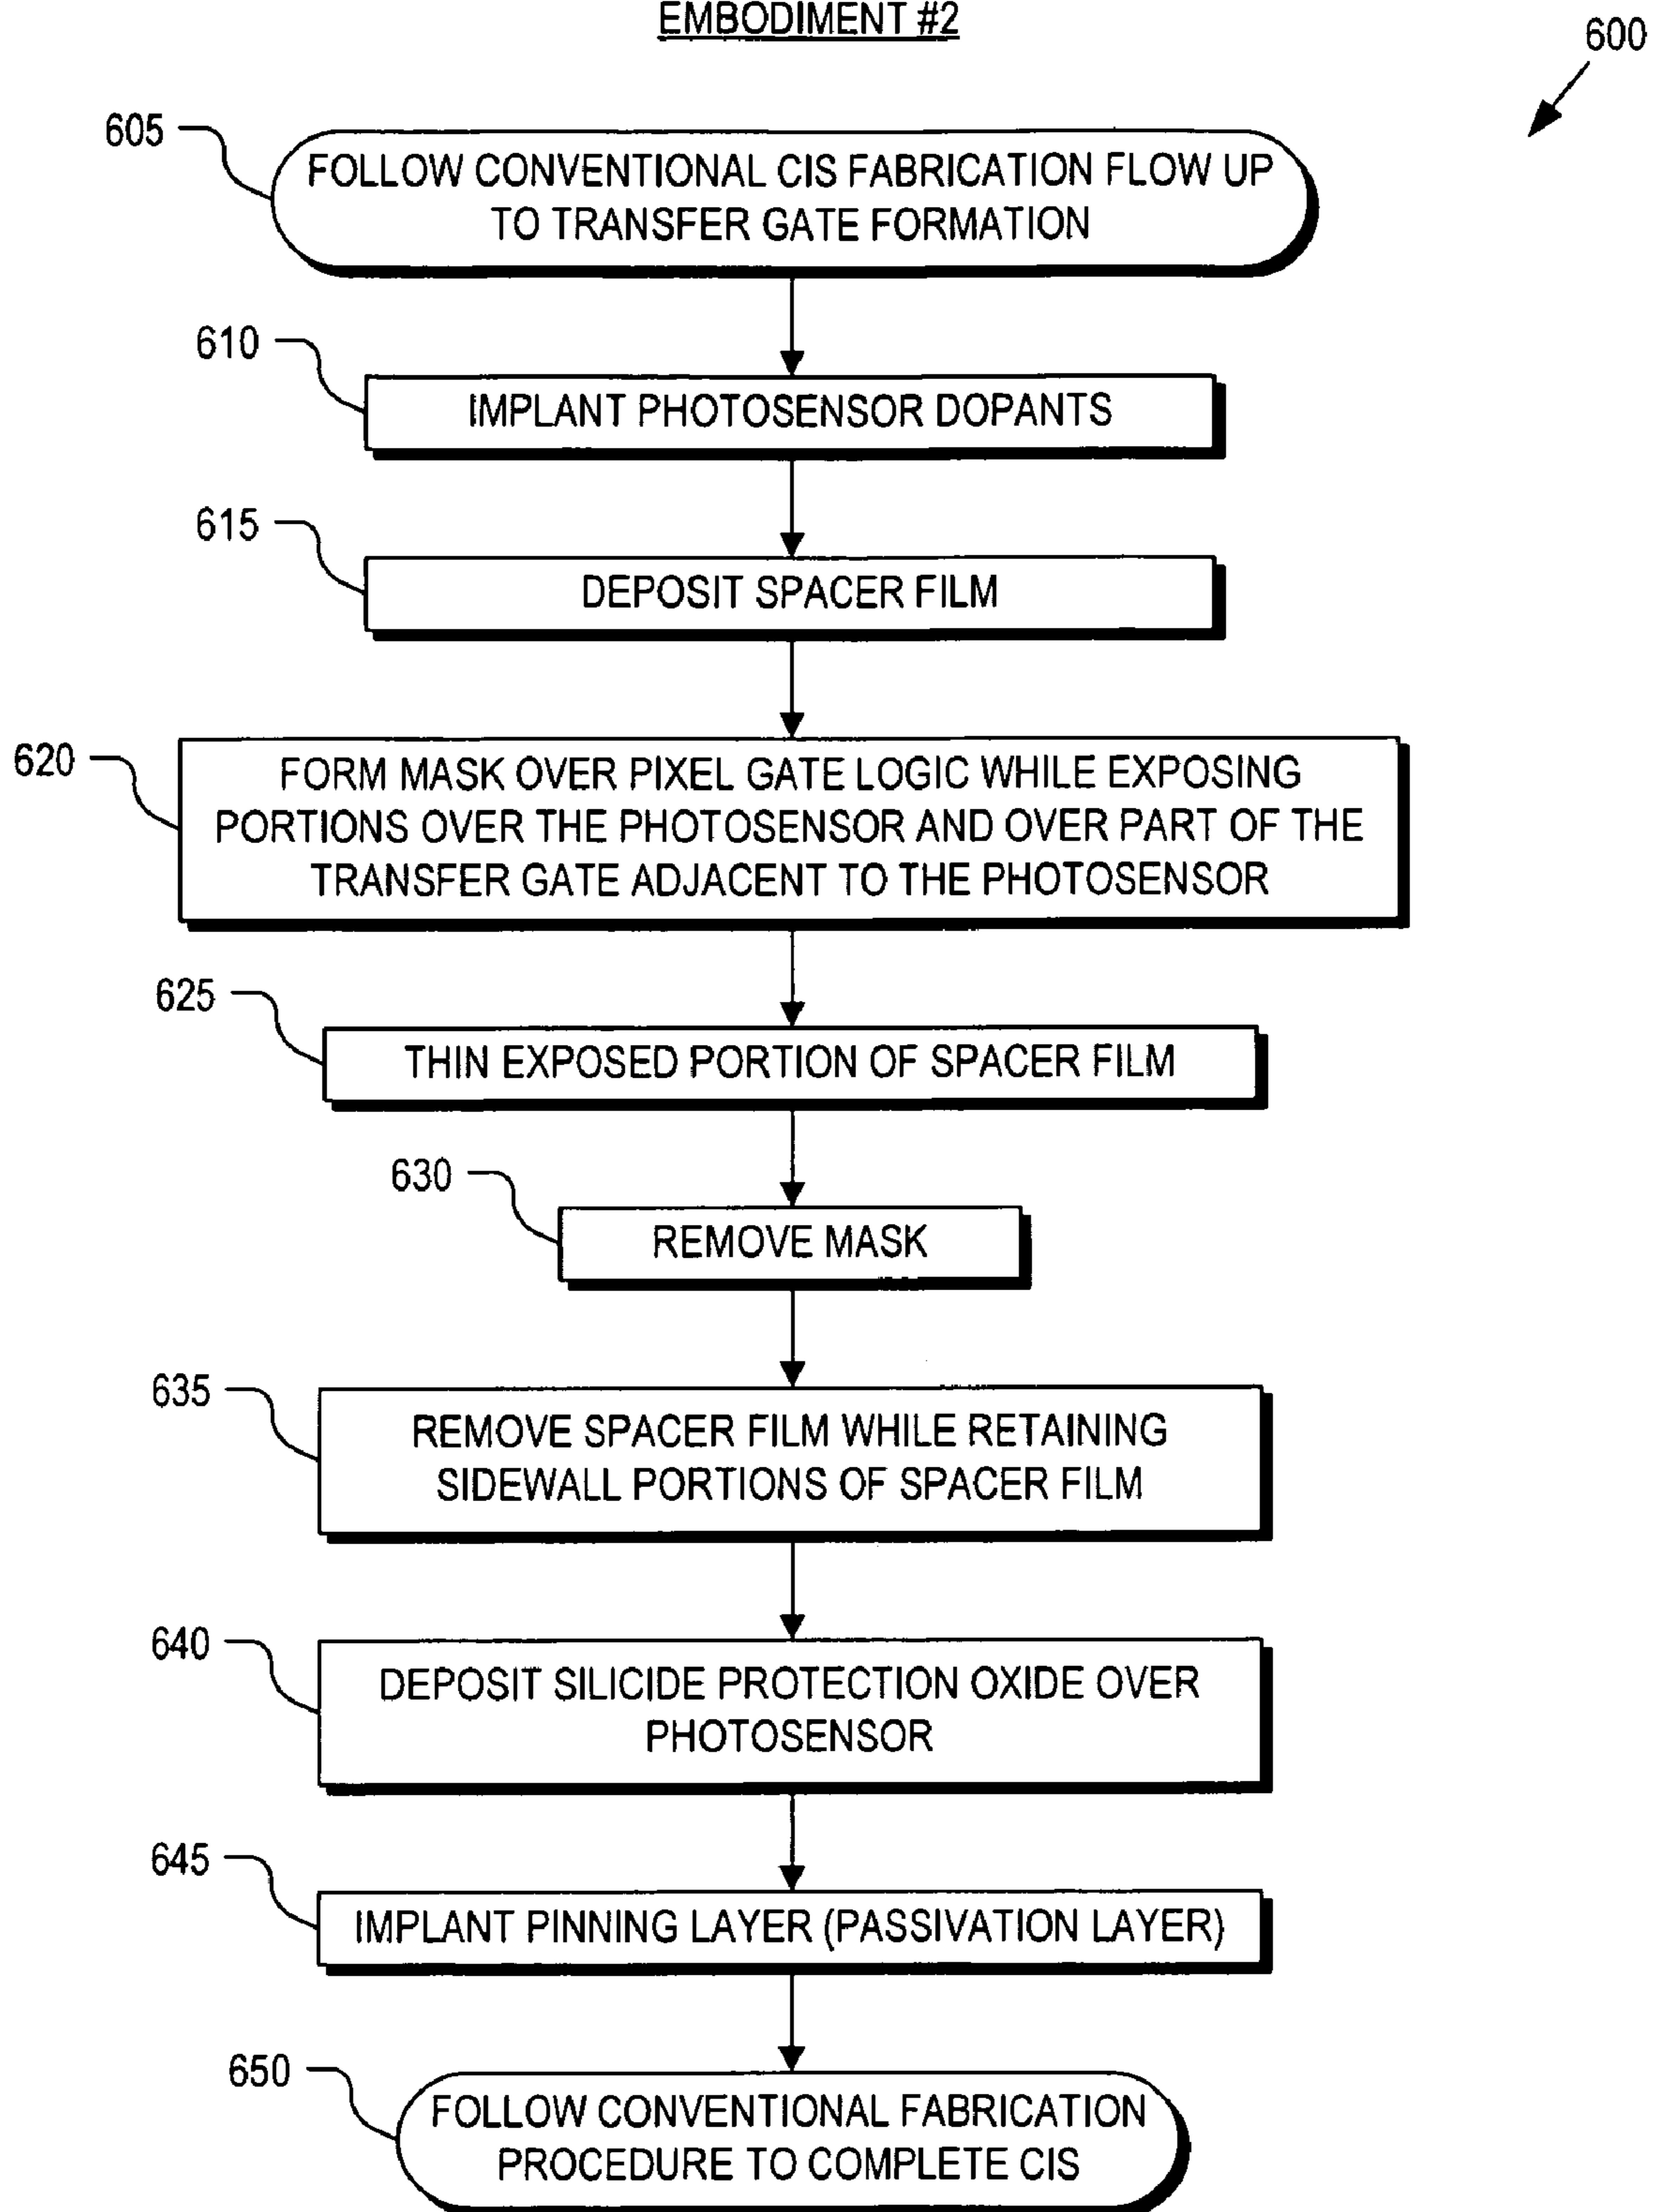 EMBODIMENT #2
600
605
FOLLOW CONVENTIONAL CIS FABRICATION FLOW UP
TO TRANSFER GATE FORMATION
610
IMPLANT PHOTOSENSOR DOPANTS
615
DEPOSIT SPACER FILM
620
FORM MASK OVER PIXEL GATE LOGIC WHILE EXPOSING
PORTIONS OVER THE PHOTOSENSOR AND OVER PART OF THE
TRANSFER GATE ADJACENT TO THE PHOTOSENSOR
625
THIN EXPOSED PORTION OF SPACER FILM
630
REMOVE MASK
635
REMOVE SPACER FILM WHILE RETAINING
SIDEWALL PORTIONS OF SPACER FILM
640
DEPOSIT SILICIDE PROTECTION OXIDE OVER
PHOTOSENSOR
645
IMPLANT PINNING LAYER (PASSIVATION LAYER)
650
FOLLOW CONVENTIONAL FABRICATION
PROCEDURE TO COMPLETE CIS